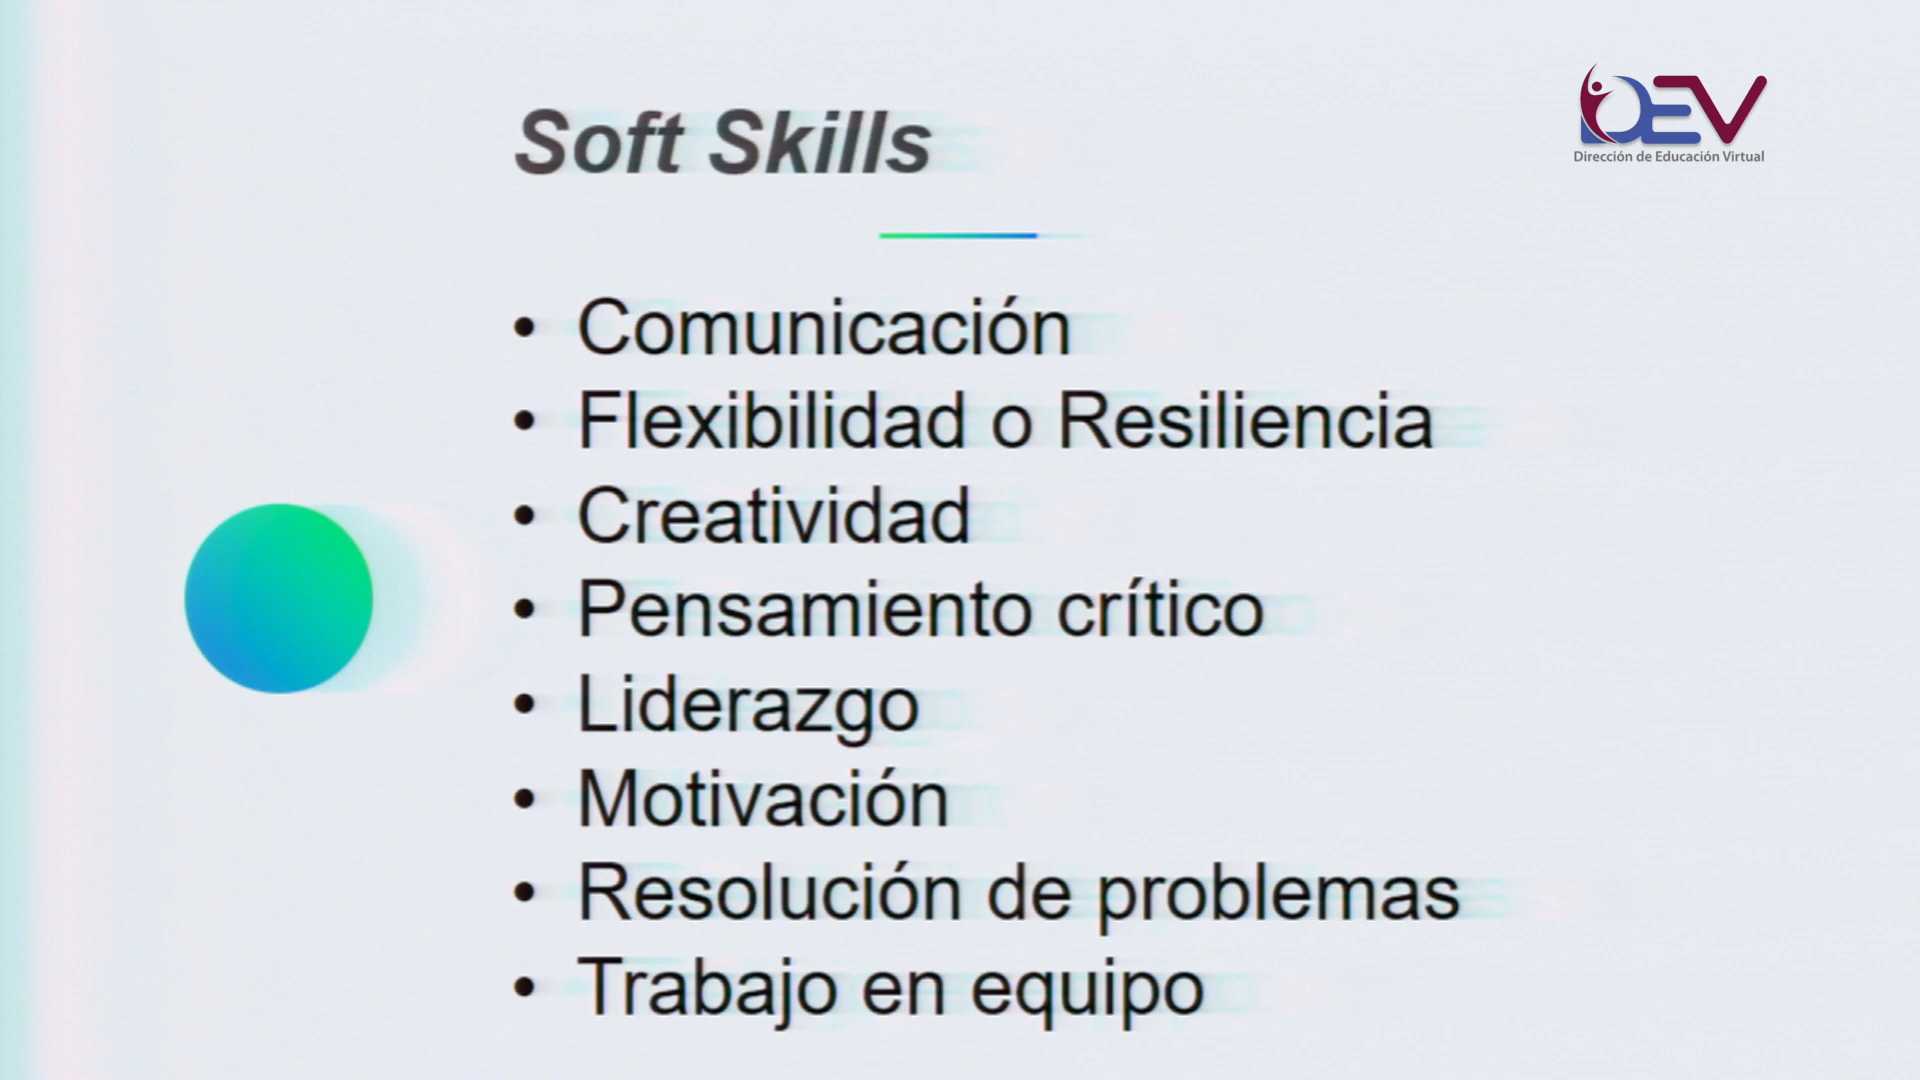 Soft Skills
DEV
Dirección de Educación Virtual
• Comunicación
• Flexibilidad o Resiliencia
• Creatividad
• Pensamiento crítico
• Liderazgo
• Motivación
• Resolución de problemas
• Trabajo en equipo